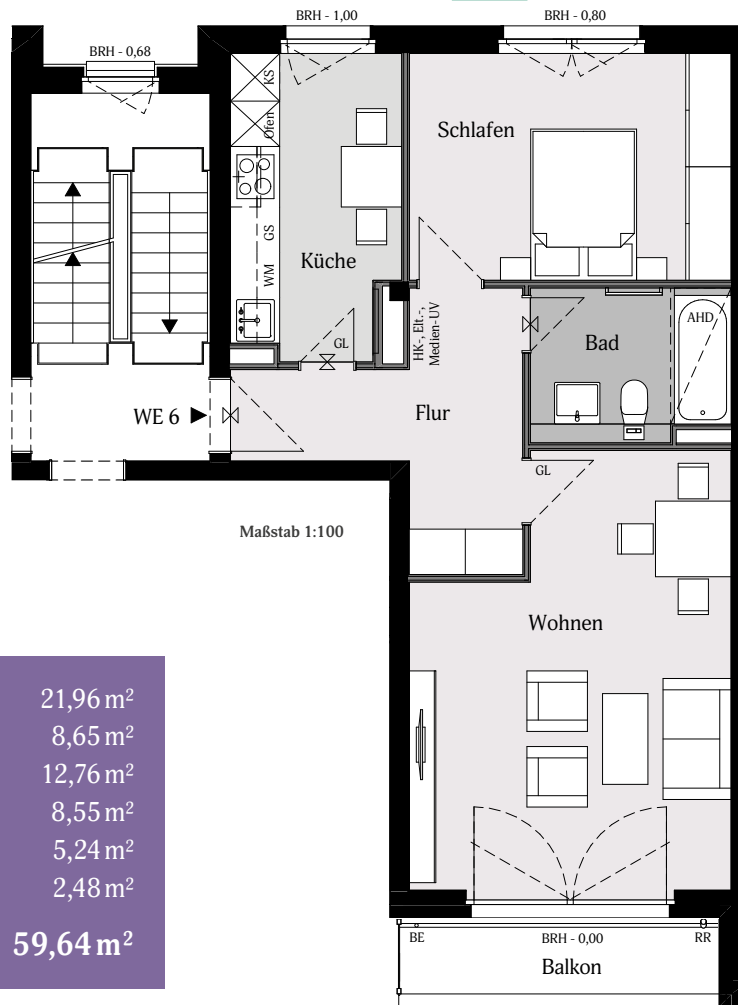 BRH - 1,00
BRH - 0,80
BRH - 0,68
KS
Ofen
Schlafen
GS
Küche
WM
HK-, Elt.-,
Medien-UV
AHD
Bad
GL
WE 6
Flur
GL
Maßstab 1:100
Wohnen
21,96 m²
8,65 m²
12,76 m²
8,55 m²
5,24 m²
2,48 m²
59,64 m²
BE
BRH - 0,00
RR
Balkon